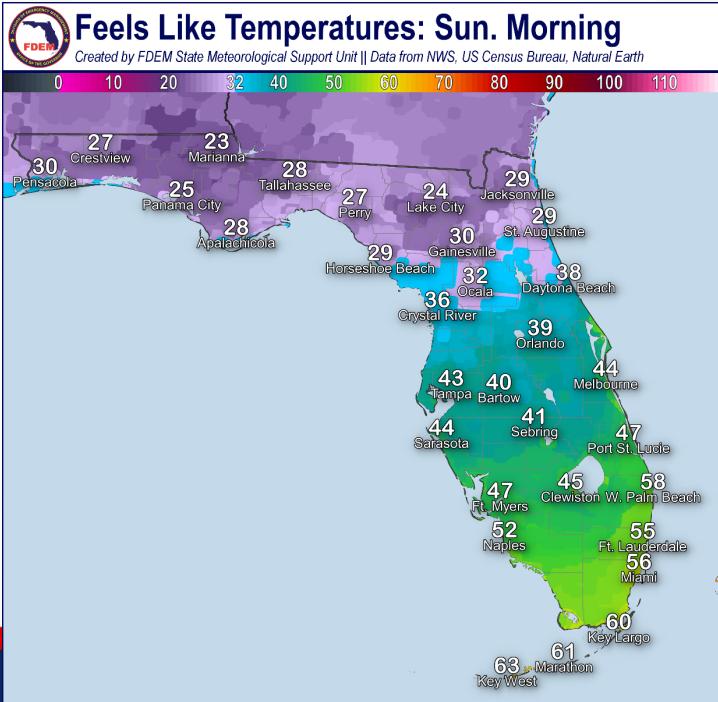 Feels Like Temperatures: Sun. Morning
Created by FDEM State Meteorological Support Unit || Data from NWS, US Census Bureau, Natural Earth
FDEM
0 10 20 32 40 50 60 70 80 90 100 110
27
Crestview
23
Marianna
30
Pensacola
28
Tallahassee
25
Panama City
27
Perry
24
Lake City
29
Jacksonville
28
Apalachicola
29
St. Augustine
30
Gainesville
29
Horseshoe Beach
32
Ocala
38
Daytona Beach
36
Crystal River
39
Orlando
43
Tampa
40
Bartow
44
Melbourne
44
Sarasota
41
Sebring
47
Port St. Lucie
47
Ft. Myers
45
Clewiston
58
W. Palm Beach
52
Naples
55
Ft. Lauderdale
56
Miami
60
Key Largo
61
Marathon
63
Key West